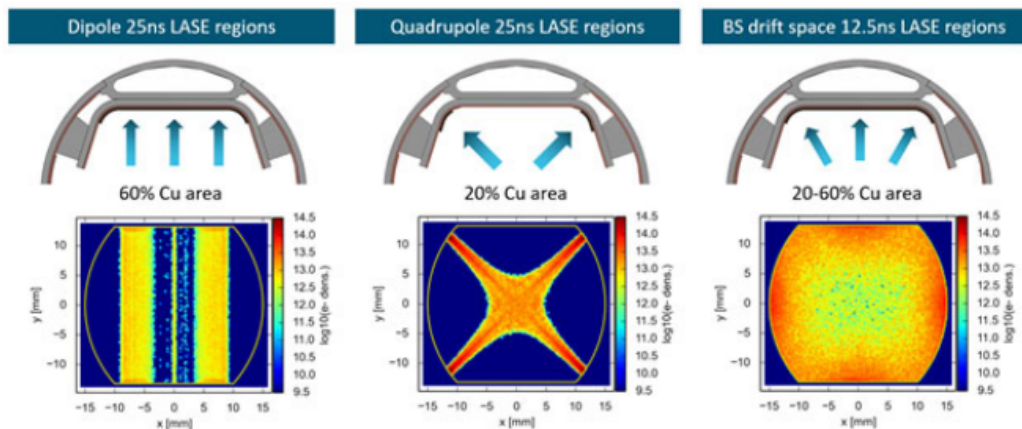 Dipole 25ns LASE regions
Quadrupole 25ns LASE regions
BS drift space 12.5ns LASE regions
60% Cu area
20% Cu area
20-60% Cu area
10
5
0
−5
−10
y [mm]
−15 −10 −5 0 5 10 15
x [mm]
14.5
14.0
13.5
13.0
12.5
12.0
11.5
11.0
10.5
10.0
9.5
log10(e- dens.)
10
5
0
−5
−10
y [mm]
−15 −10 −5 0 5 10 15
x [mm]
14.5
14.0
13.5
13.0
12.5
12.0
11.5
11.0
10.5
10.0
9.5
log10(e- dens.)
10
5
0
−5
−10
y [mm]
−15 −10 −5 0 5 10 15
x [mm]
14.5
14.0
13.5
13.0
12.5
12.0
11.5
11.0
10.5
10.0
9.5
log10(e- dens.)